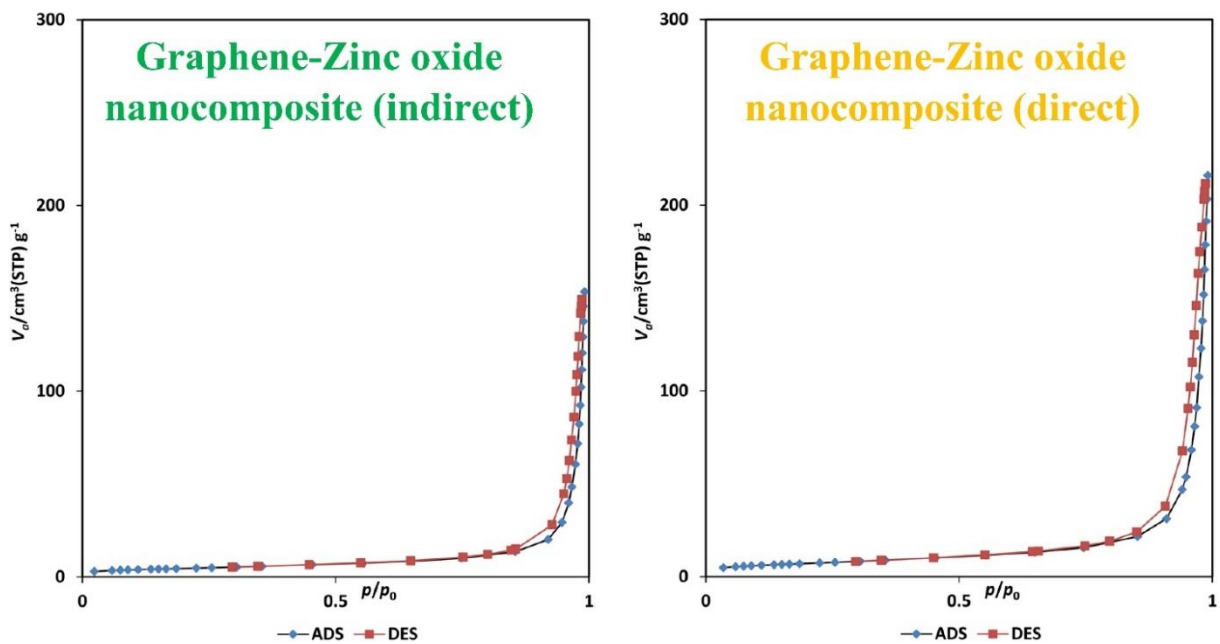 Graphene-Zinc oxide
nanocomposite (indirect)
300
200
100
0
Va/cm³(STP) g-1
0
0.5
1
p/p0
ADS DES
Graphene-Zinc oxide
nanocomposite (direct)
300
200
100
0
Va/cm³(STP) g-1
0
0.5
1
p/p0
ADS DES